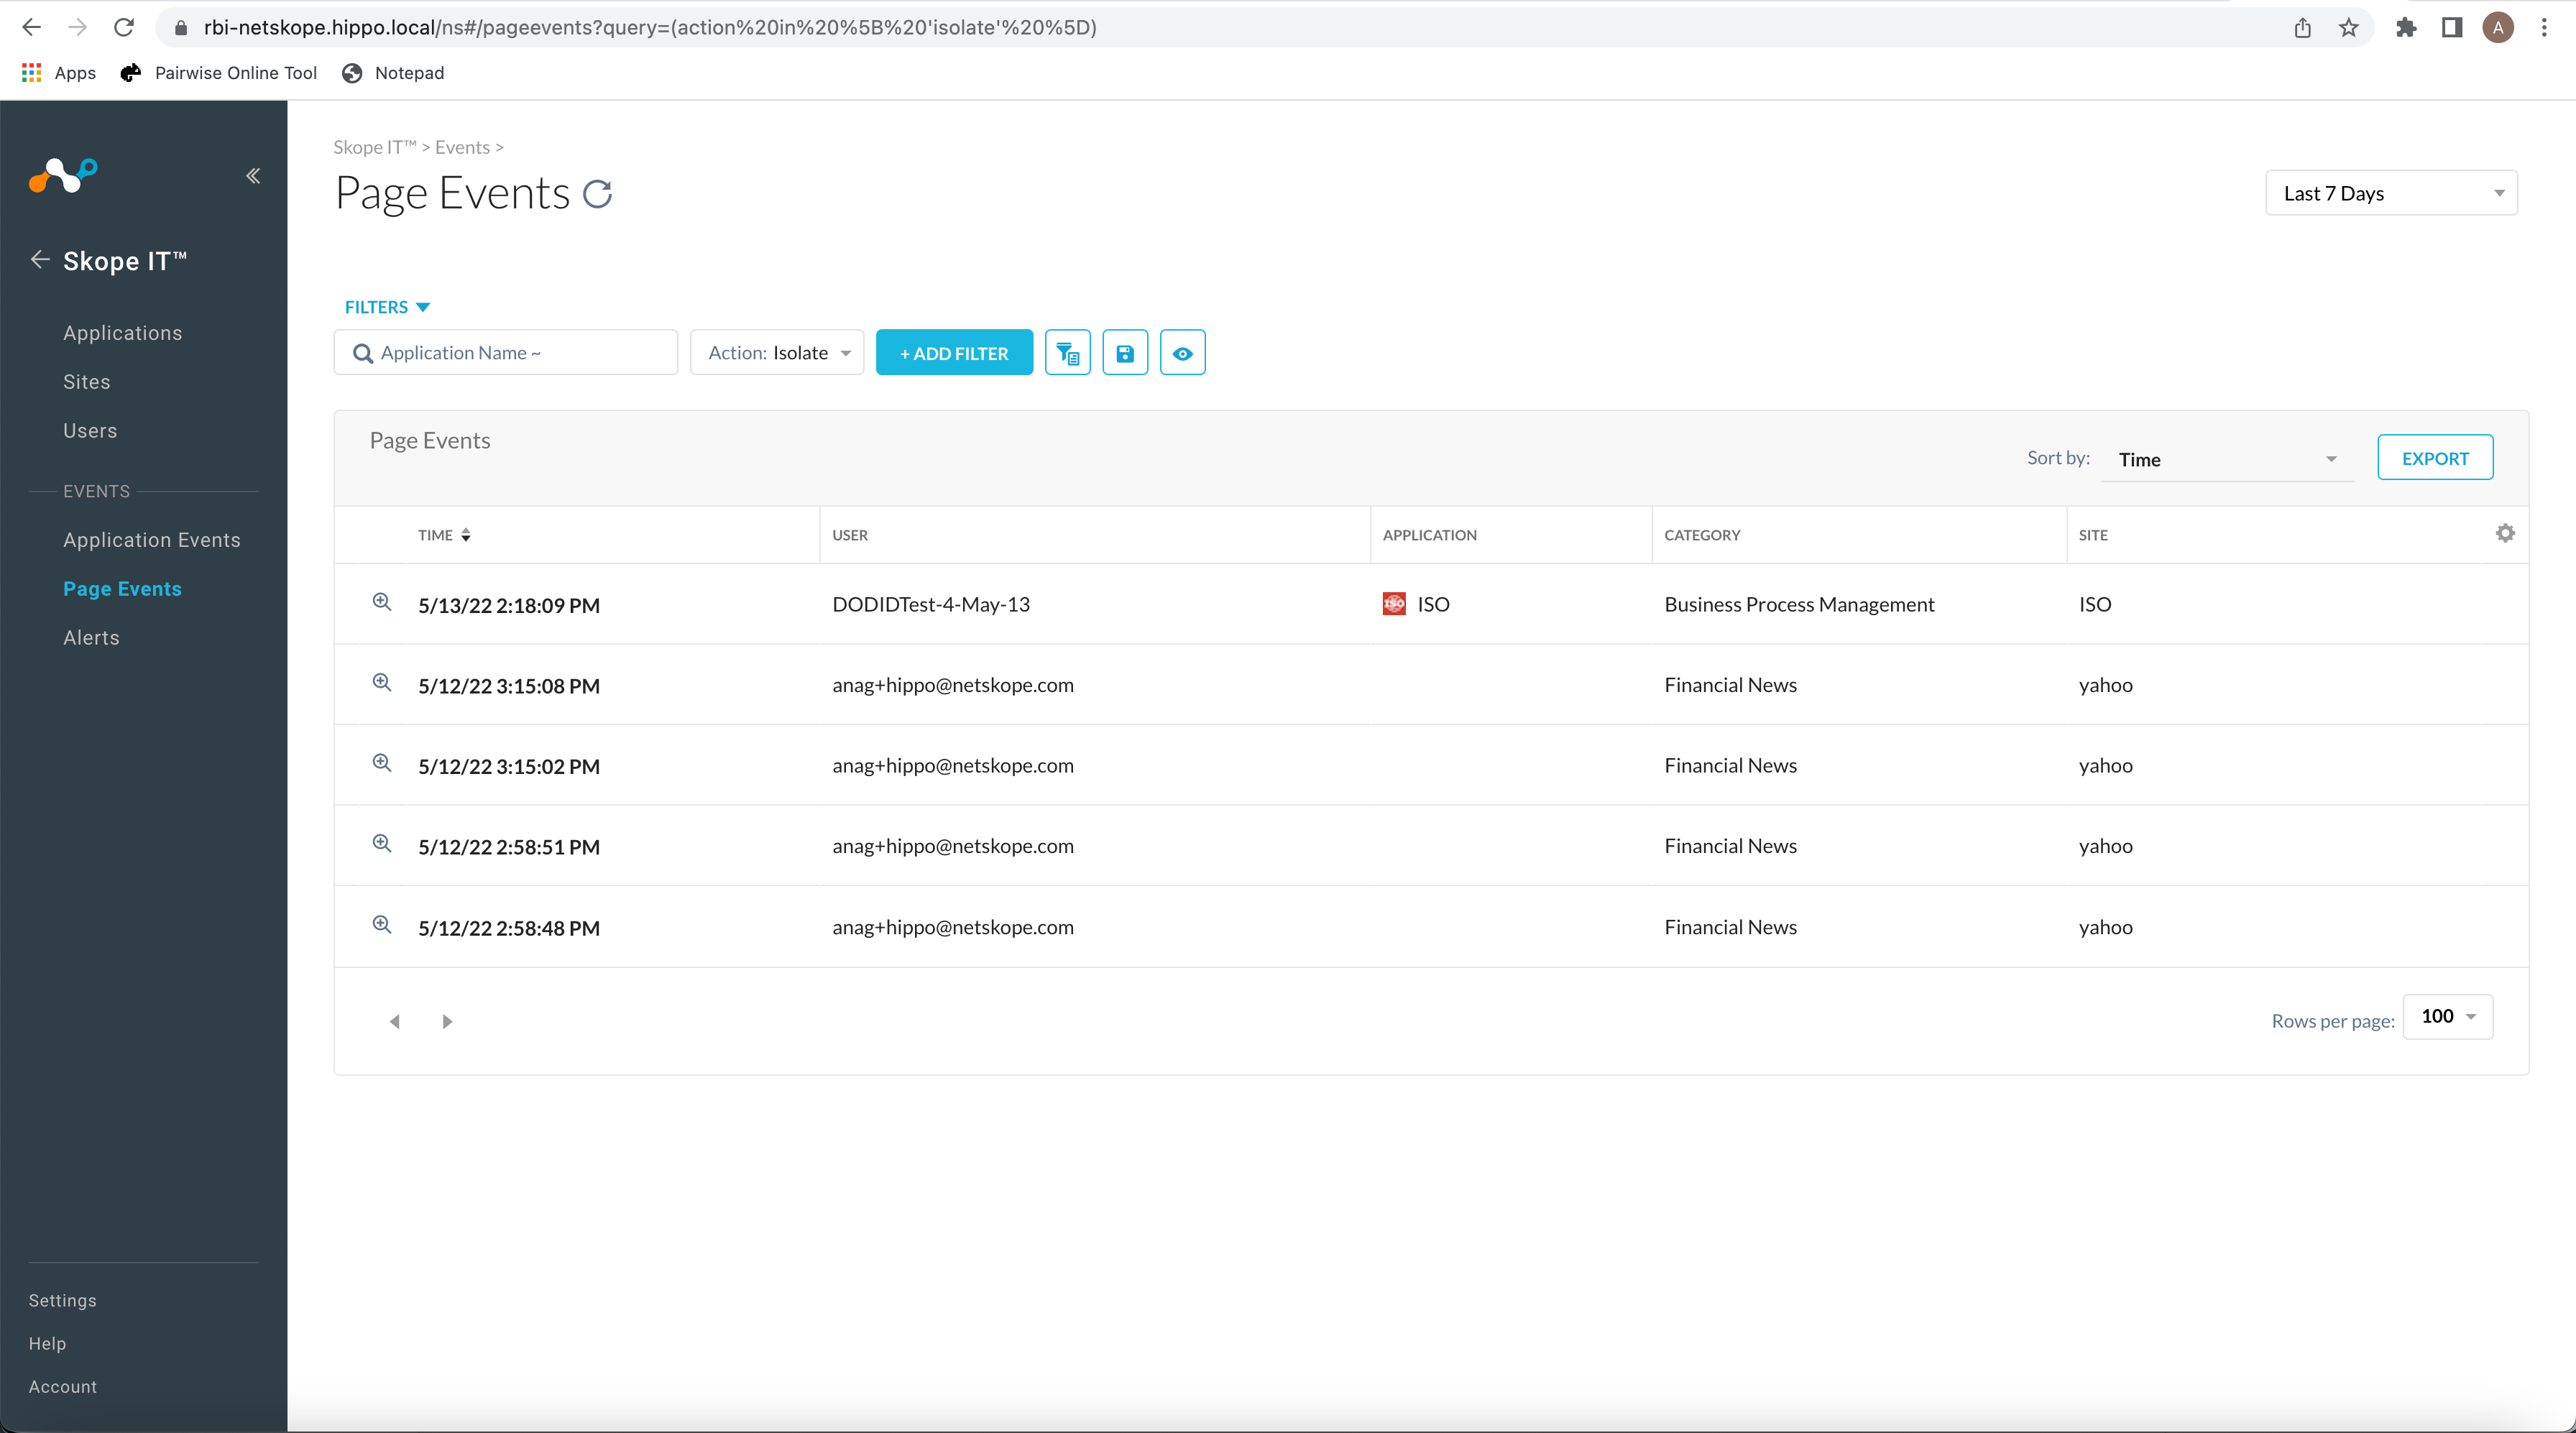 rbi-netskope.hippo.local/ns#/pageevents?query=(action%20in%20%5B%20'isolate'%20%5D)
A
Apps Pairwise Online Tool Notepad
Skope IT™
Applications
Sites
Users
EVENTS
Application Events
Page Events
Alerts
Settings
Help
Account
Skope IT™ > Events >
Page Events
Last 7 Days
FILTERS
Application Name ~ Action: Isolate + ADD FILTER
Page Events
Sort by: Time EXPORT
TIME USER APPLICATION CATEGORY SITE
5/13/22 2:18:09 PM DODIDTest-4-May-13 ISO ISO Business Process Management ISO
5/12/22 3:15:08 PM anag+hippo@netskope.com Financial News yahoo
5/12/22 3:15:02 PM anag+hippo@netskope.com Financial News yahoo
5/12/22 2:58:51 PM anag+hippo@netskope.com Financial News yahoo
5/12/22 2:58:48 PM anag+hippo@netskope.com Financial News yahoo
Rows per page: 100